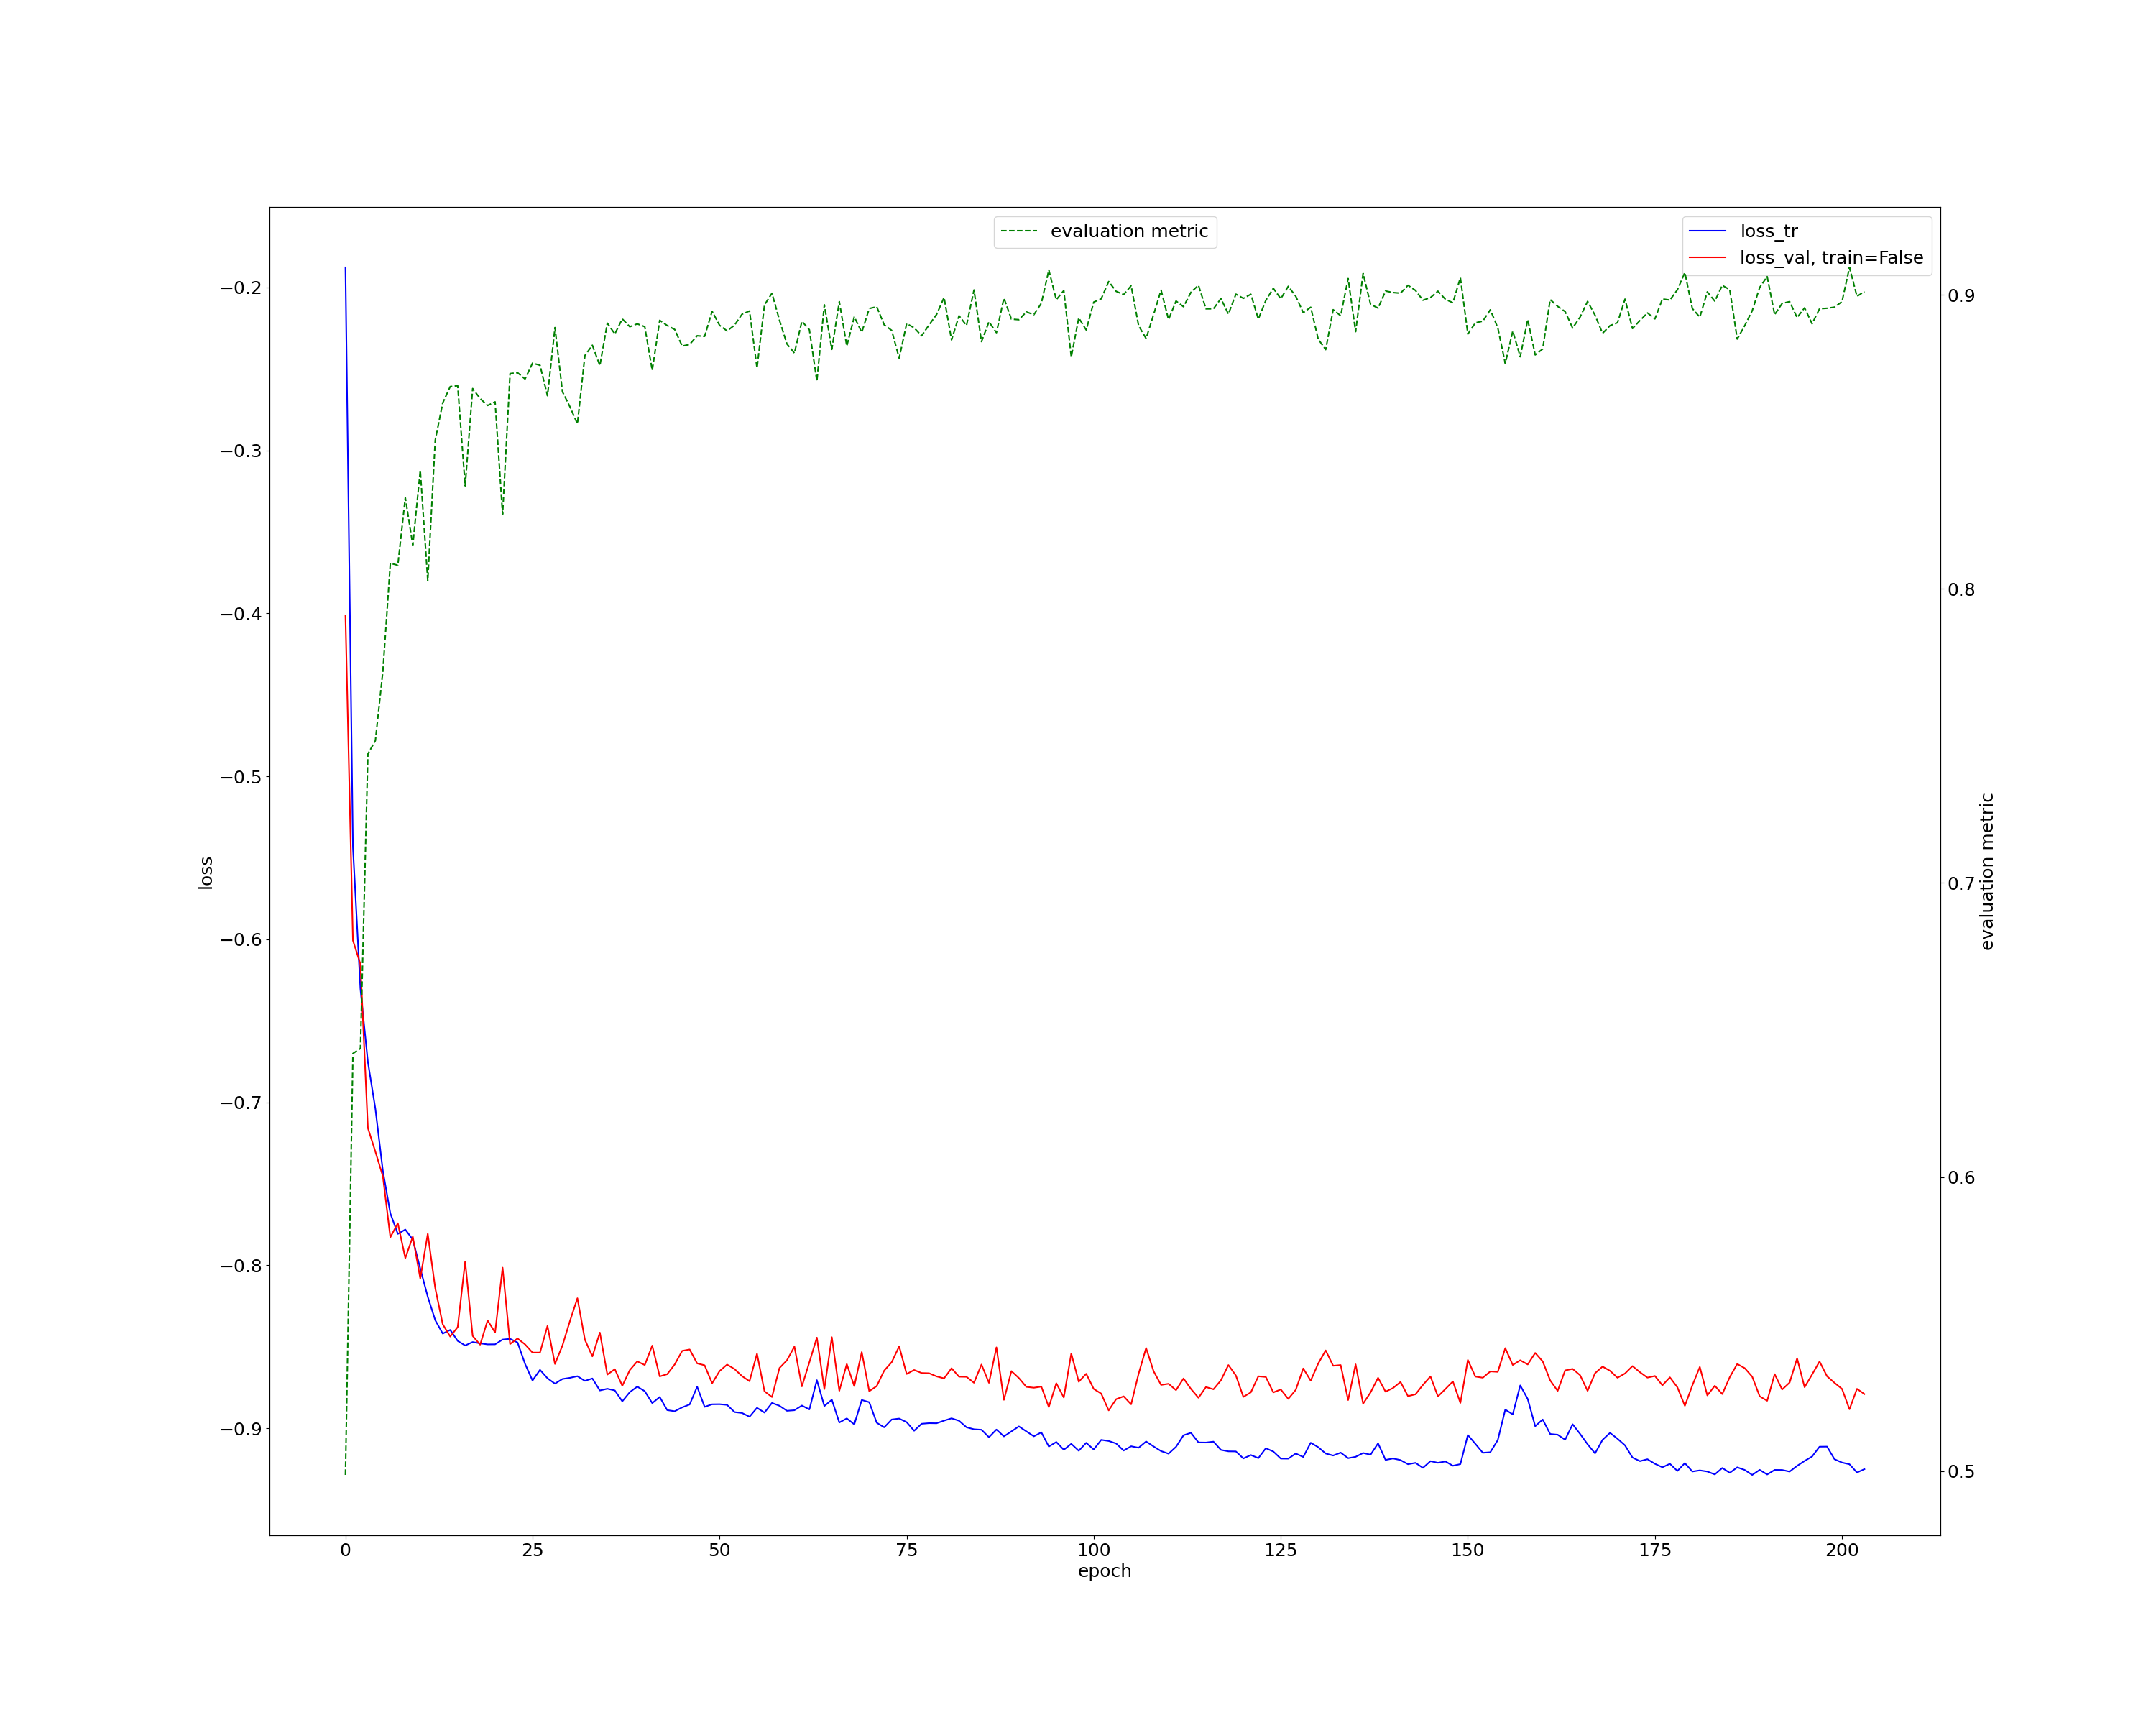 evaluation metric
loss_tr
loss_val, train=False
−0.2
−0.3
−0.4
−0.5
−0.6
−0.7
−0.8
−0.9
loss
0.9
0.8
0.7
0.6
0.5
evaluation metric
0 25 50 75 100 125 150 175 200
epoch